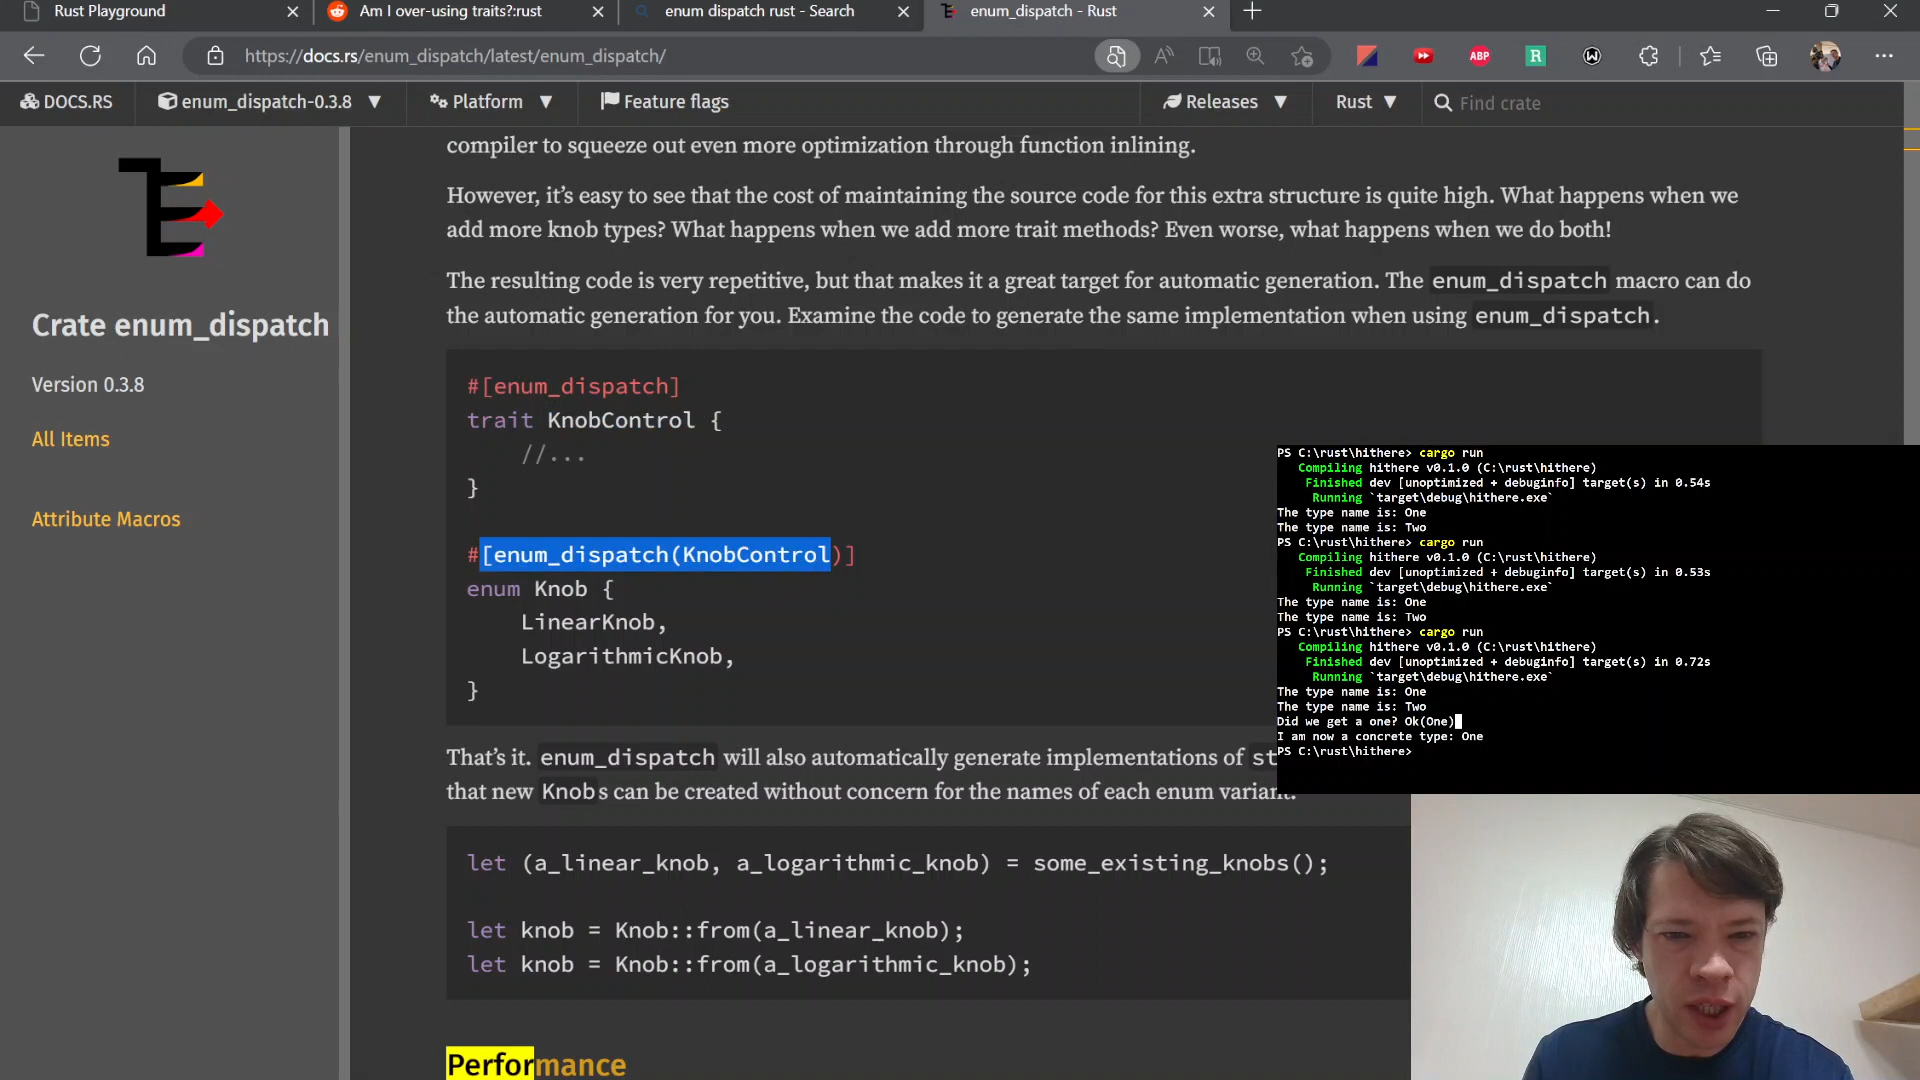 Rust Playground
Am I over-using traits?:rust
enum dispatch rust - Search
enum_dispatch - Rust
https://docs.rs/enum_dispatch/latest/enum_dispatch/
ABP
DOCS.RS
enum_dispatch-0.3.8
Platform
Feature flags
Releases
Rust
Find crate
Crate enum_dispatch
Version 0.3.8
All Items
Attribute Macros
compiler to squeeze out even more optimization through function inlining.
However, it’s easy to see that the cost of maintaining the source code for this extra structure is quite high. What happens when we
add more knob types? What happens when we add more trait methods? Even worse, what happens when we do both!
The resulting code is very repetitive, but that makes it a great target for automatic generation. The enum_dispatch macro can do
the automatic generation for you. Examine the code to generate the same implementation when using enum_dispatch.
#[enum_dispatch]
trait KnobControl {
//...
}
#[enum_dispatch(KnobControl)]
enum Knob {
LinearKnob,
LogarithmicKnob,
}
That’s it. enum_dispatch will also automatically generate implementations of st
that new Knobs can be created without concern for the names of each enum variant.
let (a_linear_knob, a_logarithmic_knob) = some_existing_knobs();
let knob = Knob::from(a_linear_knob);
let knob = Knob::from(a_logarithmic_knob);
Performance
PS C:\rust\hithere> cargo run
Compiling hithere v0.1.0 (C:\rust\hithere)
Finished dev [unoptimized + debuginfo] target(s) in 0.54s
Running `target\debug\hithere.exe`
The type name is: One
The type name is: Two
PS C:\rust\hithere> cargo run
Compiling hithere v0.1.0 (C:\rust\hithere)
Finished dev [unoptimized + debuginfo] target(s) in 0.53s
Running `target\debug\hithere.exe`
The type name is: One
The type name is: Two
PS C:\rust\hithere> cargo run
Compiling hithere v0.1.0 (C:\rust\hithere)
Finished dev [unoptimized + debuginfo] target(s) in 0.72s
Running `target\debug\hithere.exe`
The type name is: One
The type name is: Two
Did we get a one? Ok(One)
I am now a concrete type: One
PS C:\rust\hithere>